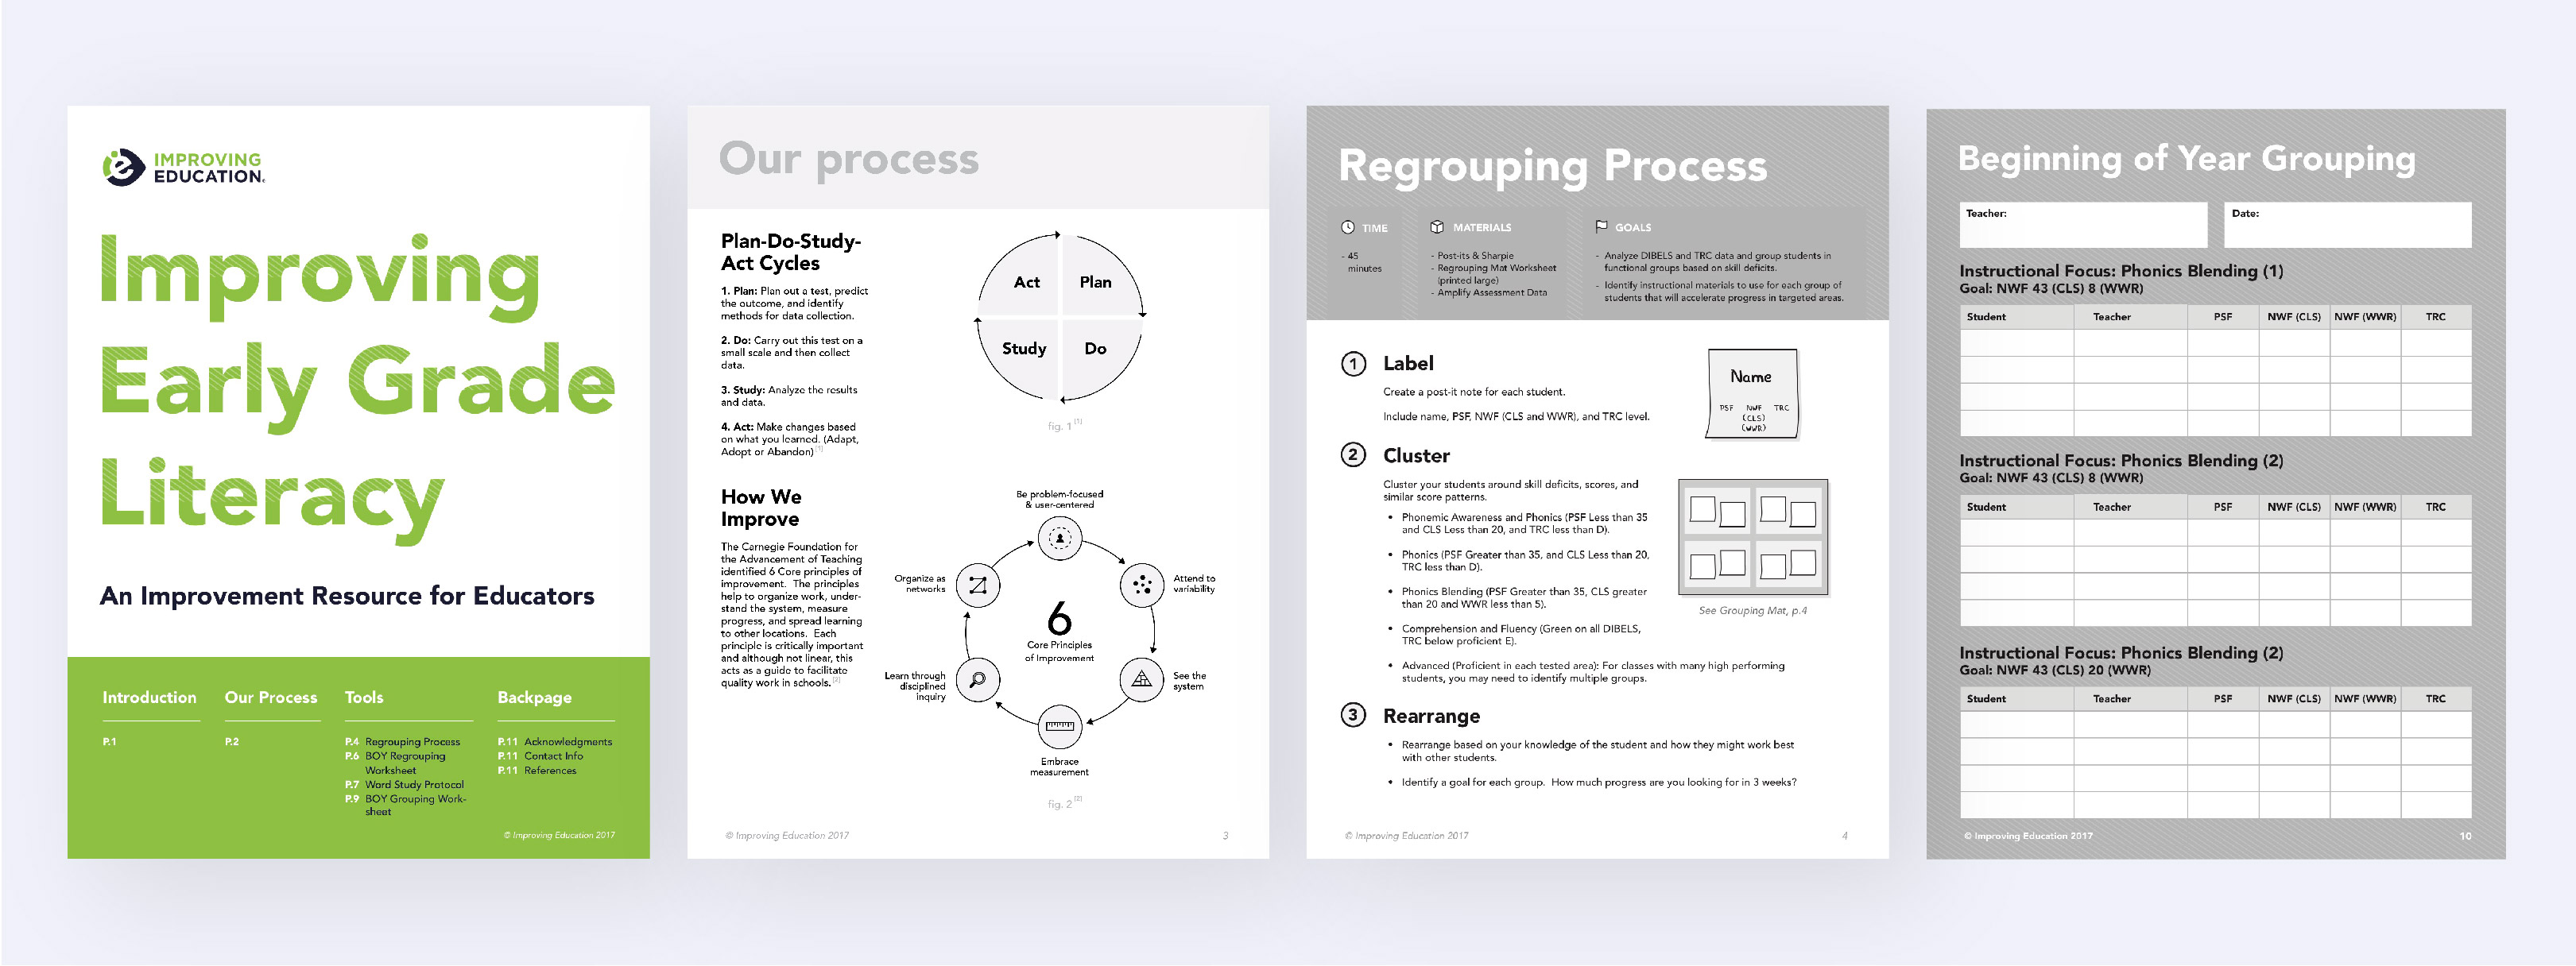 IMPROVING
EDUCATION.
Improving
Early Grade
Literacy
An Improvement Resource for Educators
Introduction
P.1
Our Process
P.2
Tools
P.4 Regrouping Process
P.6 BOY Regrouping
Worksheet
P.7 Word Study Protocol
P.9 BOY Grouping Work-
sheet
Backpage
P.11 Acknowledgments
P.11 Contact Info
P.11 References
© Improving Education 2017
Our process
Plan-Do-Study-
Act Cycles
1. Plan: Plan out a test, predict
the outcome, and identify
methods for data collection.
2. Do: Carry out this test on a
small scale and then collect
data.
3. Study: Analyze the results
and data.
4. Act: Make changes based
on what you learned. (Adapt,
Adopt or Abandon) [1]
Act
Plan
Study
Do
fig. 1 [1]
How We
Improve
The Carnegie Foundation for
the Advancement of Teaching
identified 6 Core principles of
improvement. The principles
help to organize work, under-
stand the system, measure
progress, and spread learning
to other locations. Each
principle is critically important
and although not linear, this
acts as a guide to facilitate
quality work in schools. [2]
Be problem-focused
& user-centered
Attend to
variability
See the
system
Embrace
measurement
Learn through
disciplined
inquiry
Organize as
networks
6
Core Principles
of Improvement
fig. 2 [2]
© Improving Education 2017
3
Regrouping Process
TIME
- 45
minutes
MATERIALS
- Post-its & Sharpie
- Regrouping Mat Worksheet
(printed large)
- Amplify Assessment Data
GOALS
- Analyze DIBELS and TRC data and group students in
functional groups based on skill deficits.
- Identify instructional materials to use for each group of
students that will accelerate progress in targeted areas.
1 Label
Create a post-it note for each student.
Include name, PSF, NWF (CLS and WWR), and TRC level.
Name
PSF NWF TRC
(CLS)
(WWR)
2 Cluster
Cluster your students around skill deficits, scores, and
similar score patterns.
• Phonemic Awareness and Phonics (PSF Less than 35
and CLS Less than 20, and TRC less than D).
• Phonics (PSF Greater than 35, and CLS Less than 20,
TRC less than D).
• Phonics Blending (PSF Greater than 35, CLS greater
than 20 and WWR less than 5).
• Comprehension and Fluency (Green on all DIBELS,
TRC below proficient E).
• Advanced (Proficient in each tested area): For classes with many high performing
students, you may need to identify multiple groups.
See Grouping Mat, p.4
3 Rearrange
• Rearrange based on your knowledge of the student and how they might work best
with other students.
• Identify a goal for each group. How much progress are you looking for in 3 weeks?
© Improving Education 2017
4
Beginning of Year Grouping
Teacher:
Date:
Instructional Focus: Phonics Blending (1)
Goal: NWF 43 (CLS) 8 (WWR)
Student Teacher PSF NWF (CLS) NWF (WWR) TRC
Instructional Focus: Phonics Blending (2)
Goal: NWF 43 (CLS) 8 (WWR)
Student Teacher PSF NWF (CLS) NWF (WWR) TRC
Instructional Focus: Phonics Blending (2)
Goal: NWF 43 (CLS) 20 (WWR)
Student Teacher PSF NWF (CLS) NWF (WWR) TRC
© Improving Education 2017
10